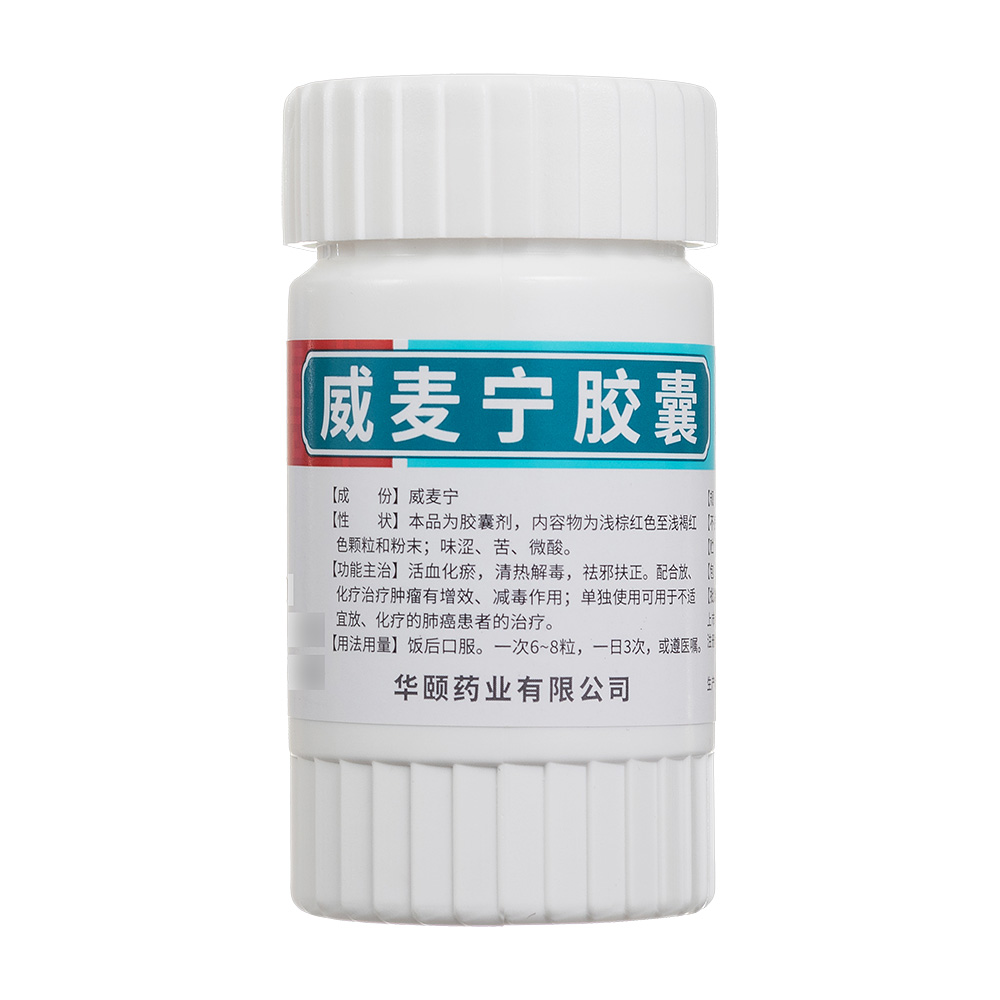 威麦宁胶囊
【成 份】威麦宁
【性 状】本品为胶囊剂，内容物为浅棕红色至浅褐红
色颗粒和粉末；味涩、苦、微酸。
【功能主治】活血化瘀，清热解毒，祛邪扶正。配合放、
化疗治疗肿瘤有增效、减毒作用；单独使用可用于不适
宜放、化疗的肺癌患者的治疗。
【用法用量】饭后口服。一次6~8粒，一日3次，或遵医嘱。
华颐药业有限公司